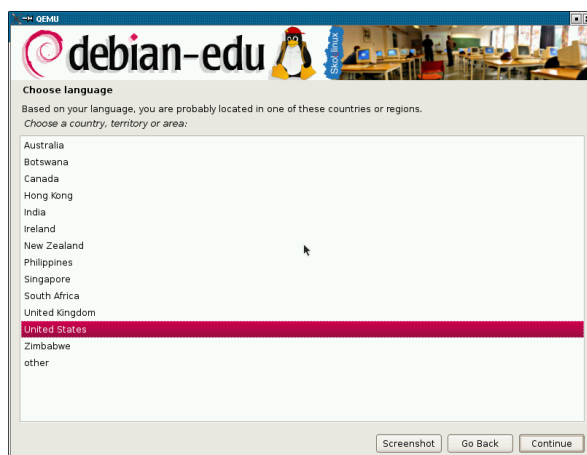 QEMU
debian-edu
Skolelinux
Choose language
Based on your language, you are probably located in one of these countries or regions.
Choose a country, territory or area:
Australia
Botswana
Canada
Hong Kong
India
Ireland
New Zealand
Philippines
Singapore
South Africa
United Kingdom
United States
Zimbabwe
other
Screenshot
Go Back
Continue